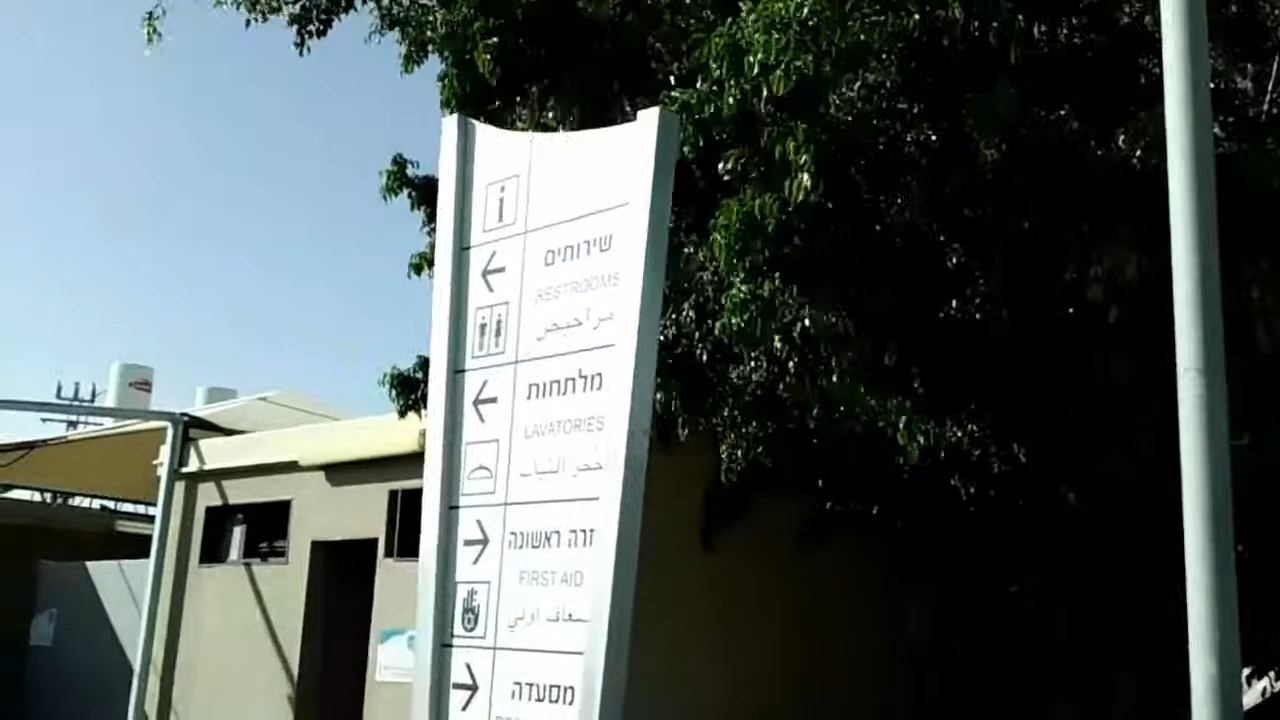 i
שירותים
RESTROOMS
مراحيض
מלתחות
LAVATORIES
זרה ראשונה
FIRST AID
מסעדה